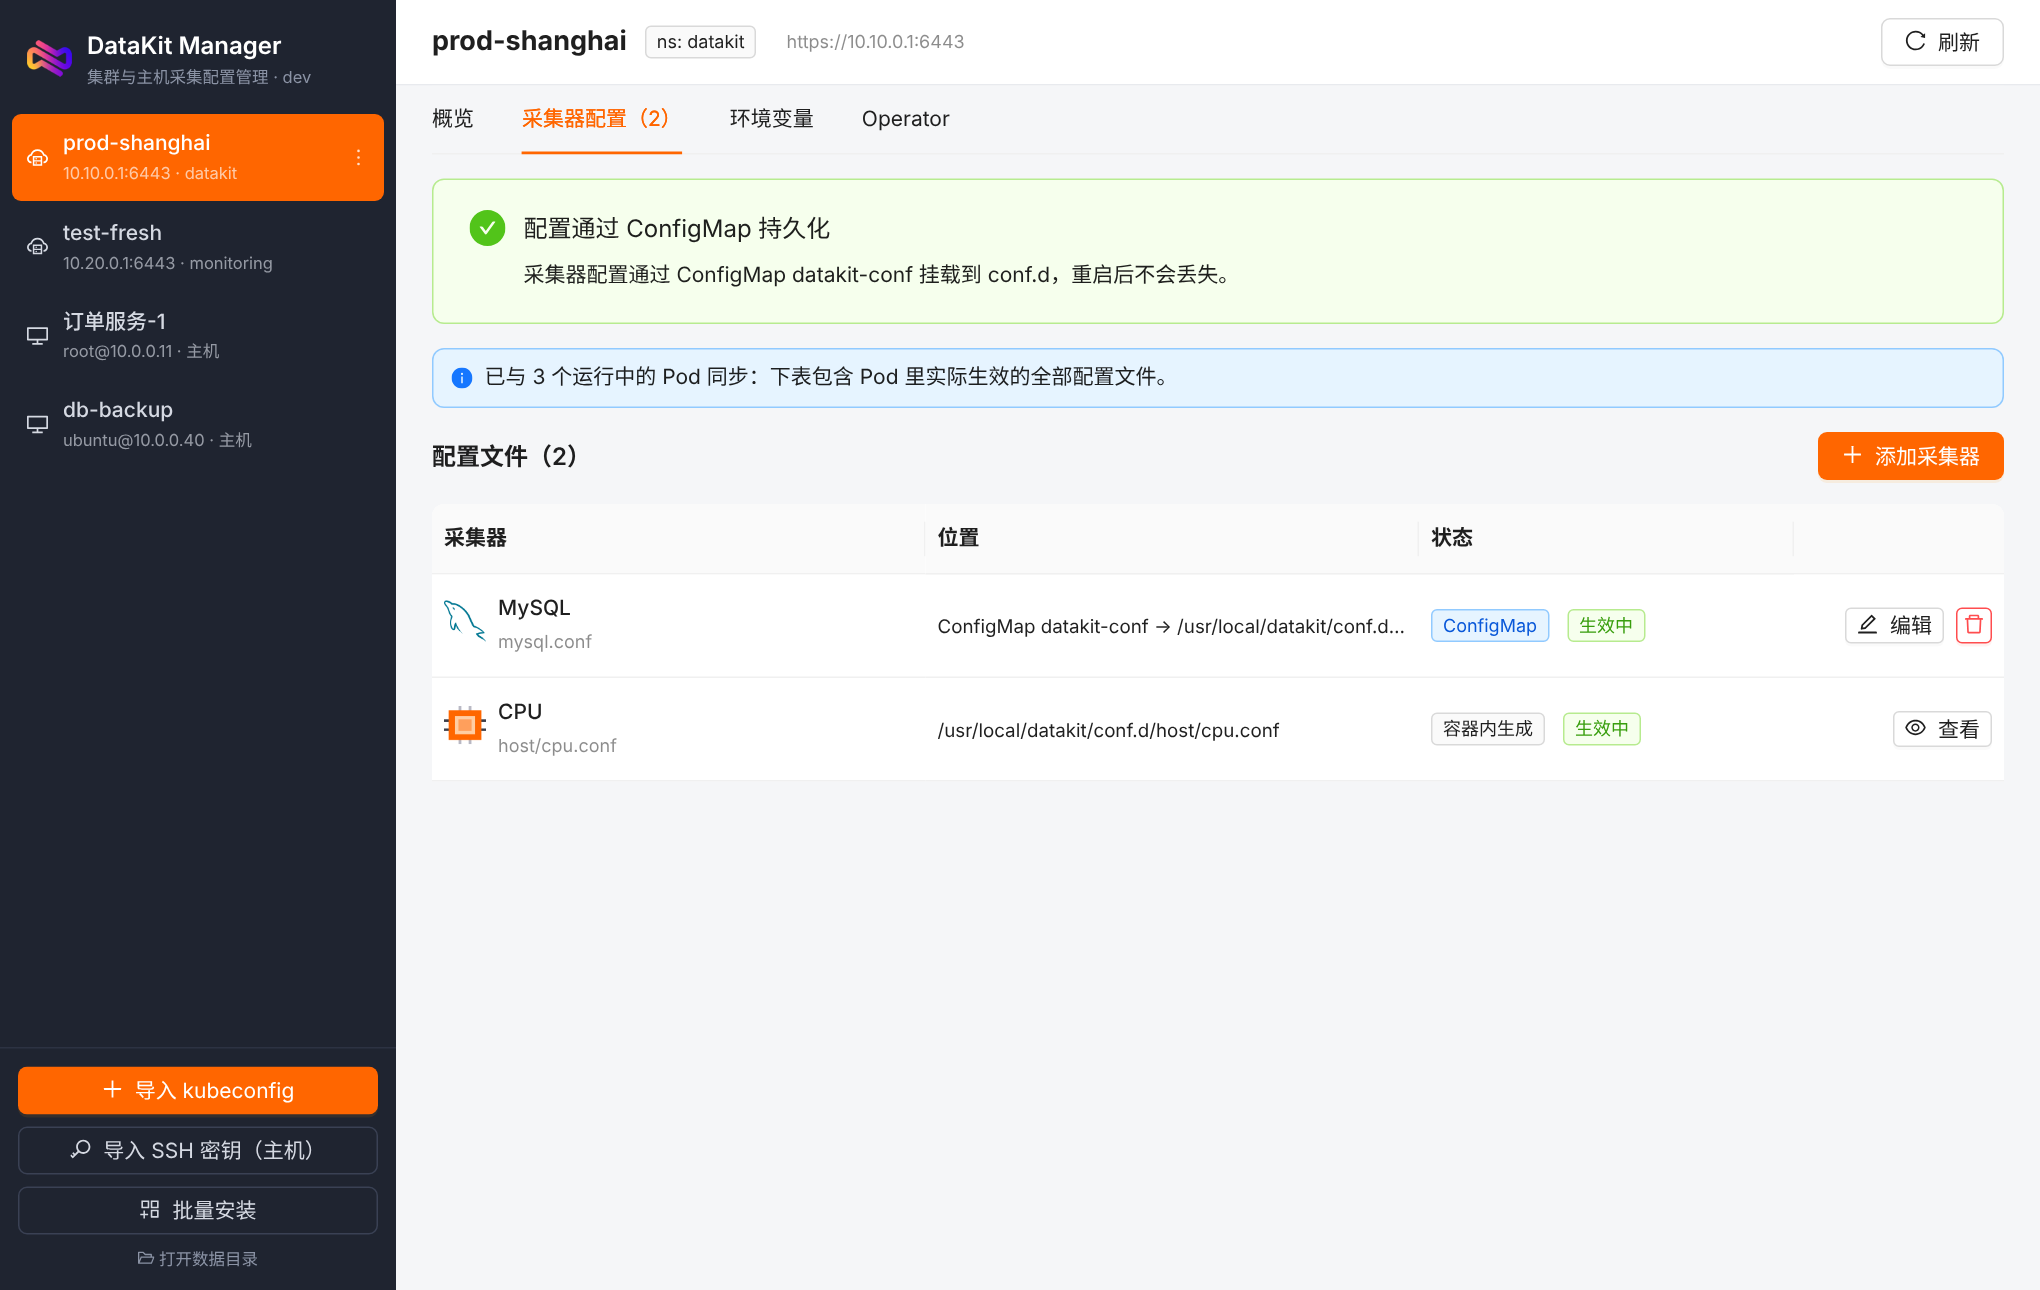 DataKit Manager
集群与主机采集配置管理 · dev
prod-shanghai
10.10.0.1:6443 · datakit
test-fresh
10.20.0.1:6443 · monitoring
订单服务-1
root@10.0.0.11 · 主机
db-backup
ubuntu@10.0.0.40 · 主机
导入 kubeconfig
导入 SSH 密钥（主机）
批量安装
打开数据目录
prod-shanghai
ns: datakit
https://10.10.0.1:6443
刷新
概览
采集器配置（2）
环境变量
Operator
配置通过 ConfigMap 持久化
采集器配置通过 ConfigMap datakit-conf 挂载到 conf.d，重启后不会丢失。
已与 3 个运行中的 Pod 同步：下表包含 Pod 里实际生效的全部配置文件。
配置文件（2）
添加采集器
采集器
位置
状态
MySQL
mysql.conf
ConfigMap datakit-conf → /usr/local/datakit/conf.d...
ConfigMap
生效中
编辑
CPU
host/cpu.conf
/usr/local/datakit/conf.d/host/cpu.conf
容器内生成
生效中
查看